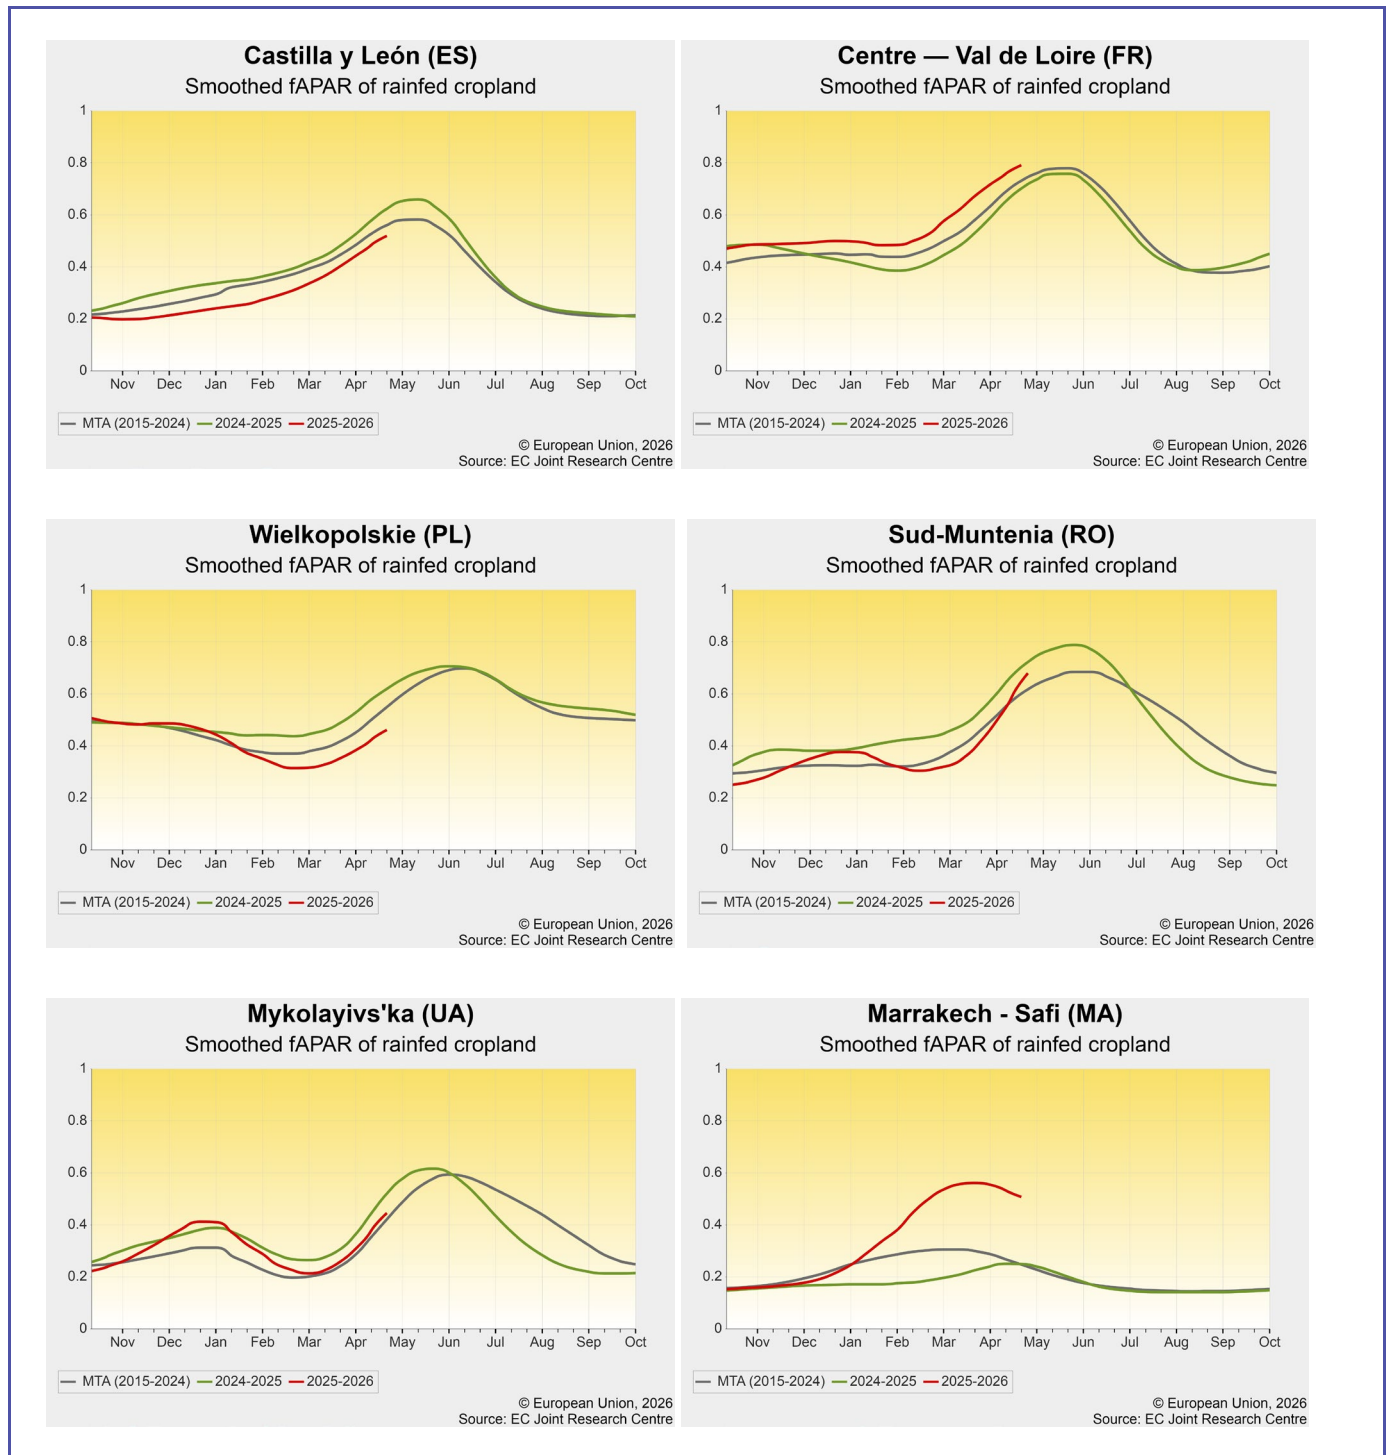 Castilla y León (ES)
Smoothed fAPAR of rainfed cropland
1
0.8
0.6
0.4
0.2
0
Nov Dec Jan Feb Mar Apr May Jun Jul Aug Sep Oct
MTA (2015-2024) 2024-2025 2025-2026
© European Union, 2026
Source: EC Joint Research Centre
Centre — Val de Loire (FR)
Smoothed fAPAR of rainfed cropland
1
0.8
0.6
0.4
0.2
0
Nov Dec Jan Feb Mar Apr May Jun Jul Aug Sep Oct
MTA (2015-2024) 2024-2025 2025-2026
© European Union, 2026
Source: EC Joint Research Centre
Wielkopolskie (PL)
Smoothed fAPAR of rainfed cropland
1
0.8
0.6
0.4
0.2
0
Nov Dec Jan Feb Mar Apr May Jun Jul Aug Sep Oct
MTA (2015-2024) 2024-2025 2025-2026
© European Union, 2026
Source: EC Joint Research Centre
Sud-Muntenia (RO)
Smoothed fAPAR of rainfed cropland
1
0.8
0.6
0.4
0.2
0
Nov Dec Jan Feb Mar Apr May Jun Jul Aug Sep Oct
MTA (2015-2024) 2024-2025 2025-2026
© European Union, 2026
Source: EC Joint Research Centre
Mykolayivs'ka (UA)
Smoothed fAPAR of rainfed cropland
1
0.8
0.6
0.4
0.2
0
Nov Dec Jan Feb Mar Apr May Jun Jul Aug Sep Oct
MTA (2015-2024) 2024-2025 2025-2026
© European Union, 2026
Source: EC Joint Research Centre
Marrakech - Safi (MA)
Smoothed fAPAR of rainfed cropland
1
0.8
0.6
0.4
0.2
0
Nov Dec Jan Feb Mar Apr May Jun Jul Aug Sep Oct
MTA (2015-2024) 2024-2025 2025-2026
© European Union, 2026
Source: EC Joint Research Centre